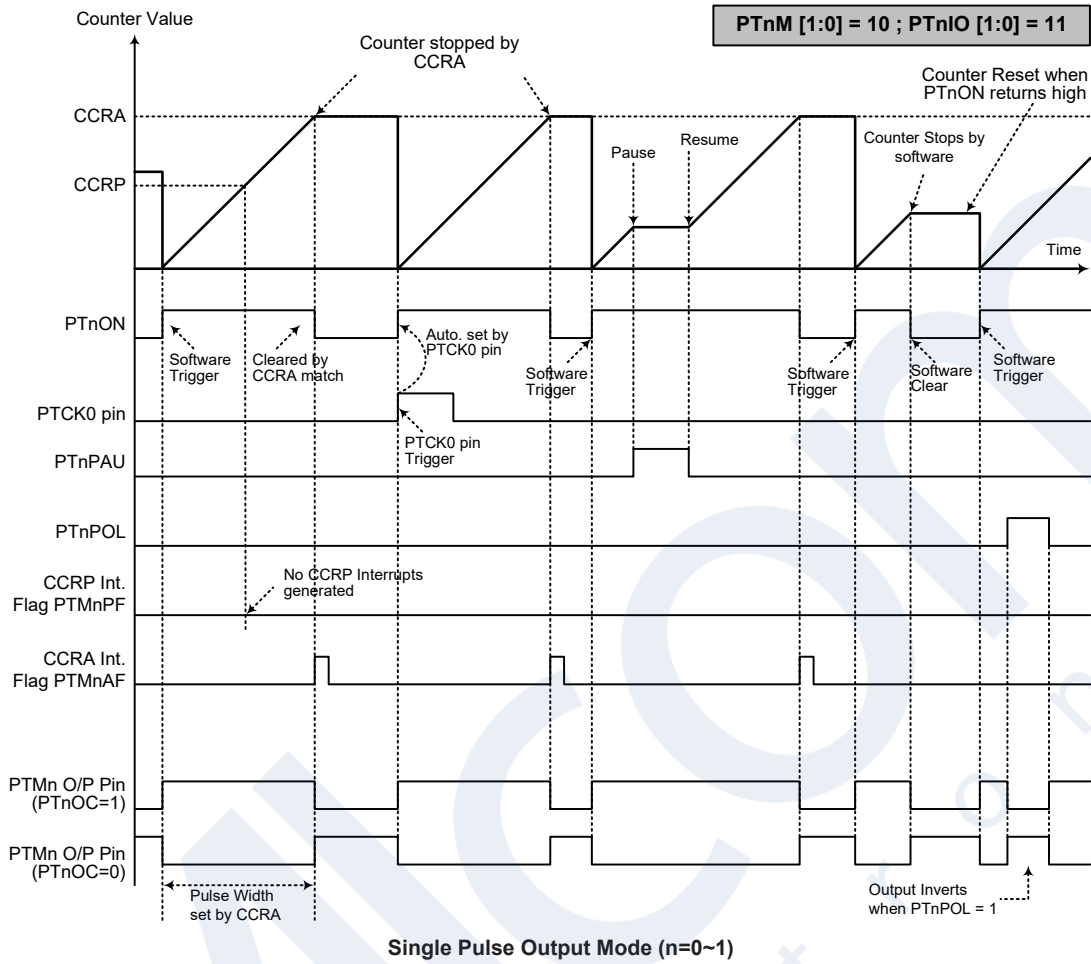 Counter Value
PTnM [1:0] = 10 ; PTnIO [1:0] = 11
Counter stopped by
CCRA
Counter Reset when
PTnON returns high
CCRA
Counter Stops by
software
Pause
Resume
CCRP
Time
PTnON
Software
Trigger
Cleared by
CCRA match
Auto. set by
PTCK0 pin
Software
Trigger
Software
Trigger
Software
Clear
Software
Trigger
PTCK0 pin
PTCK0 pin
Trigger
PTnPAU
PTnPOL
CCRP Int.
Flag PTMnPF
No CCRP Interrupts
generated
CCRA Int.
Flag PTMnAF
PTMn O/P Pin
(PTnOC=1)
PTMn O/P Pin
(PTnOC=0)
Pulse Width
set by CCRA
Output Inverts
when PTnPOL = 1
Single Pulse Output Mode (n=0~1)